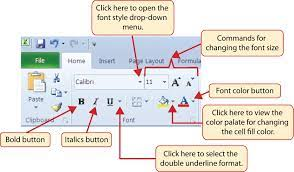 Click here to open the
font style drop-down
menu.
Commands for
changing the font size
File
Home
Insert
Page Layout
Formula
Calibri
11
A
A
Paste
B
I
U
A
Clipboard
Font
Font color button
Click here to view the
color palate for changing
the cell fill color.
Bold button
Italics button
Click here to select the
double underline format.